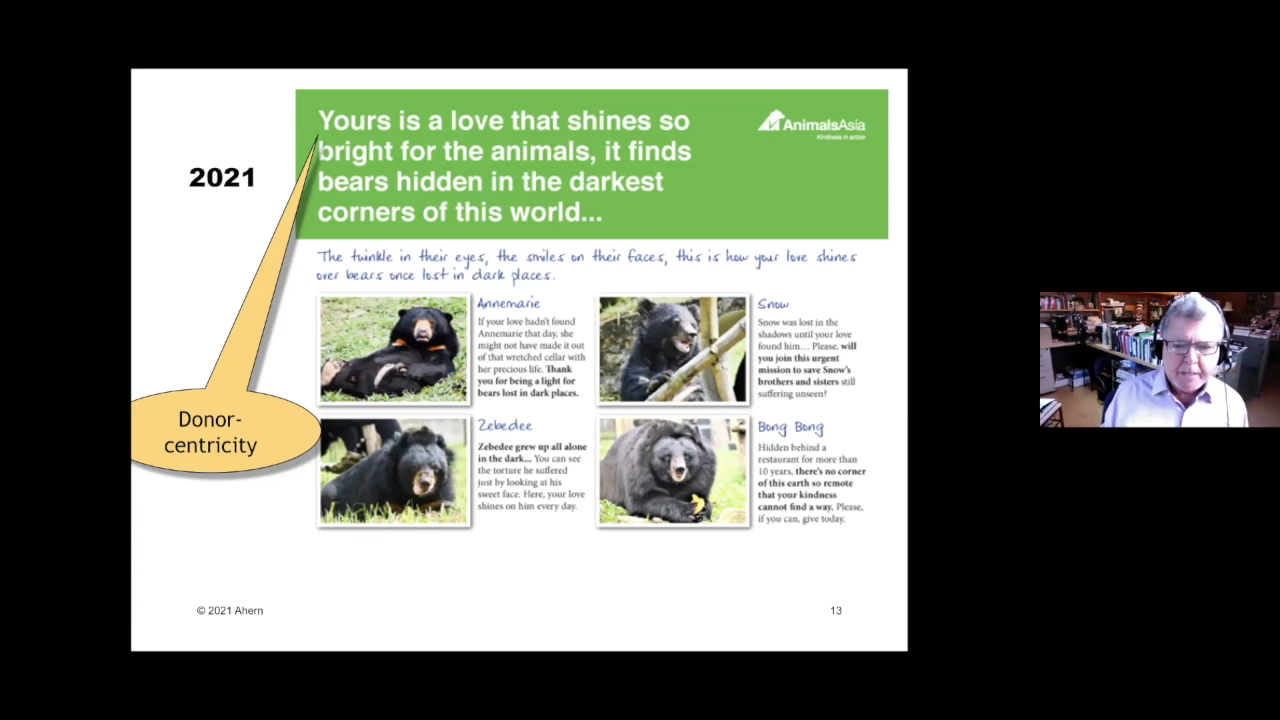 2021
Yours is a love that shines so
bright for the animals, it finds
bears hidden in the darkest
corners of this world...
AnimalsAsia
Kindness in action
The twinkle in their eyes, the smiles on their faces, this is how your love shines
over bears once lost in dark places.
Annemarie
If your love hadn't found
Annemarie that day, she
might not have made it out
of that wretched cellar with
her precious life. Thank
you for being a light for
bears lost in dark places.
Snow
Snow was lost in the
shadows until your love
found him... Please, will
you join this urgent
mission to save Snow's
brothers and sisters still
suffering unseen?
Zebedee
Zebedee grew up all alone
in the dark... You can see
the torture he suffered
just by looking at his
sweet face. Here, your love
shines on him every day.
Bong Bong
Hidden behind a
restaurant for more than
10 years, there's no corner
of this earth so remote
that your kindness
cannot find a way. Please,
if you can, give today.
Donor-
centricity
© 2021 Ahern
13